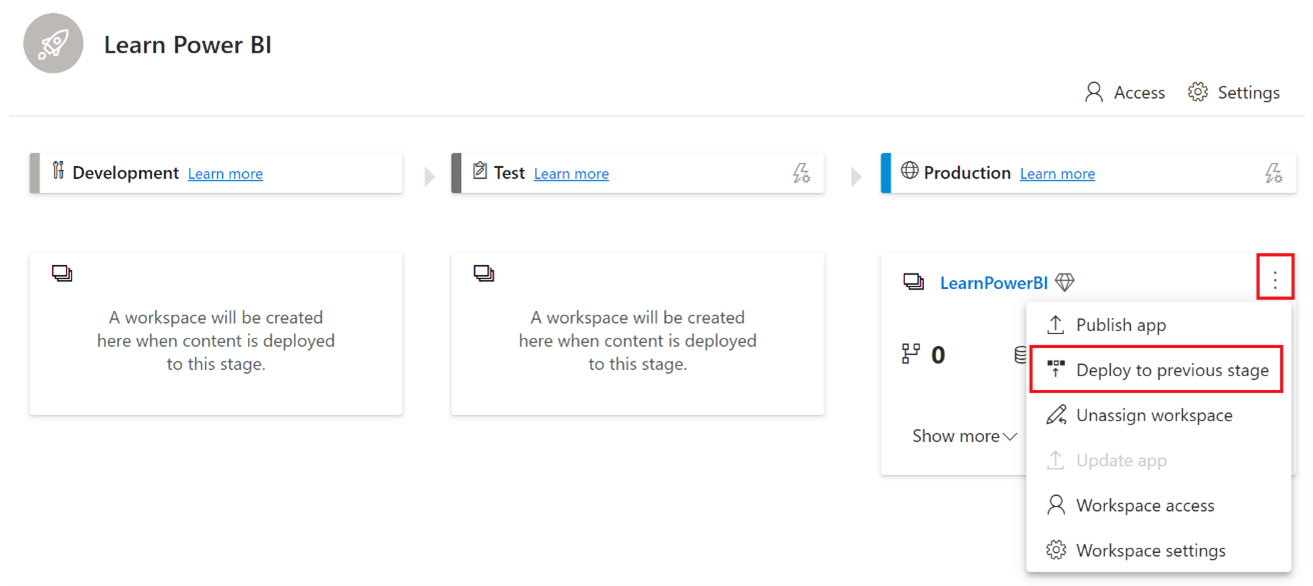 Learn Power BI
Access Settings
Development Learn more
Test Learn more
Production Learn more
A workspace will be created
here when content is deployed
to this stage.
A workspace will be created
here when content is deployed
to this stage.
LearnPowerBI
0
Show more
Publish app
Deploy to previous stage
Unassign workspace
Update app
Workspace access
Workspace settings